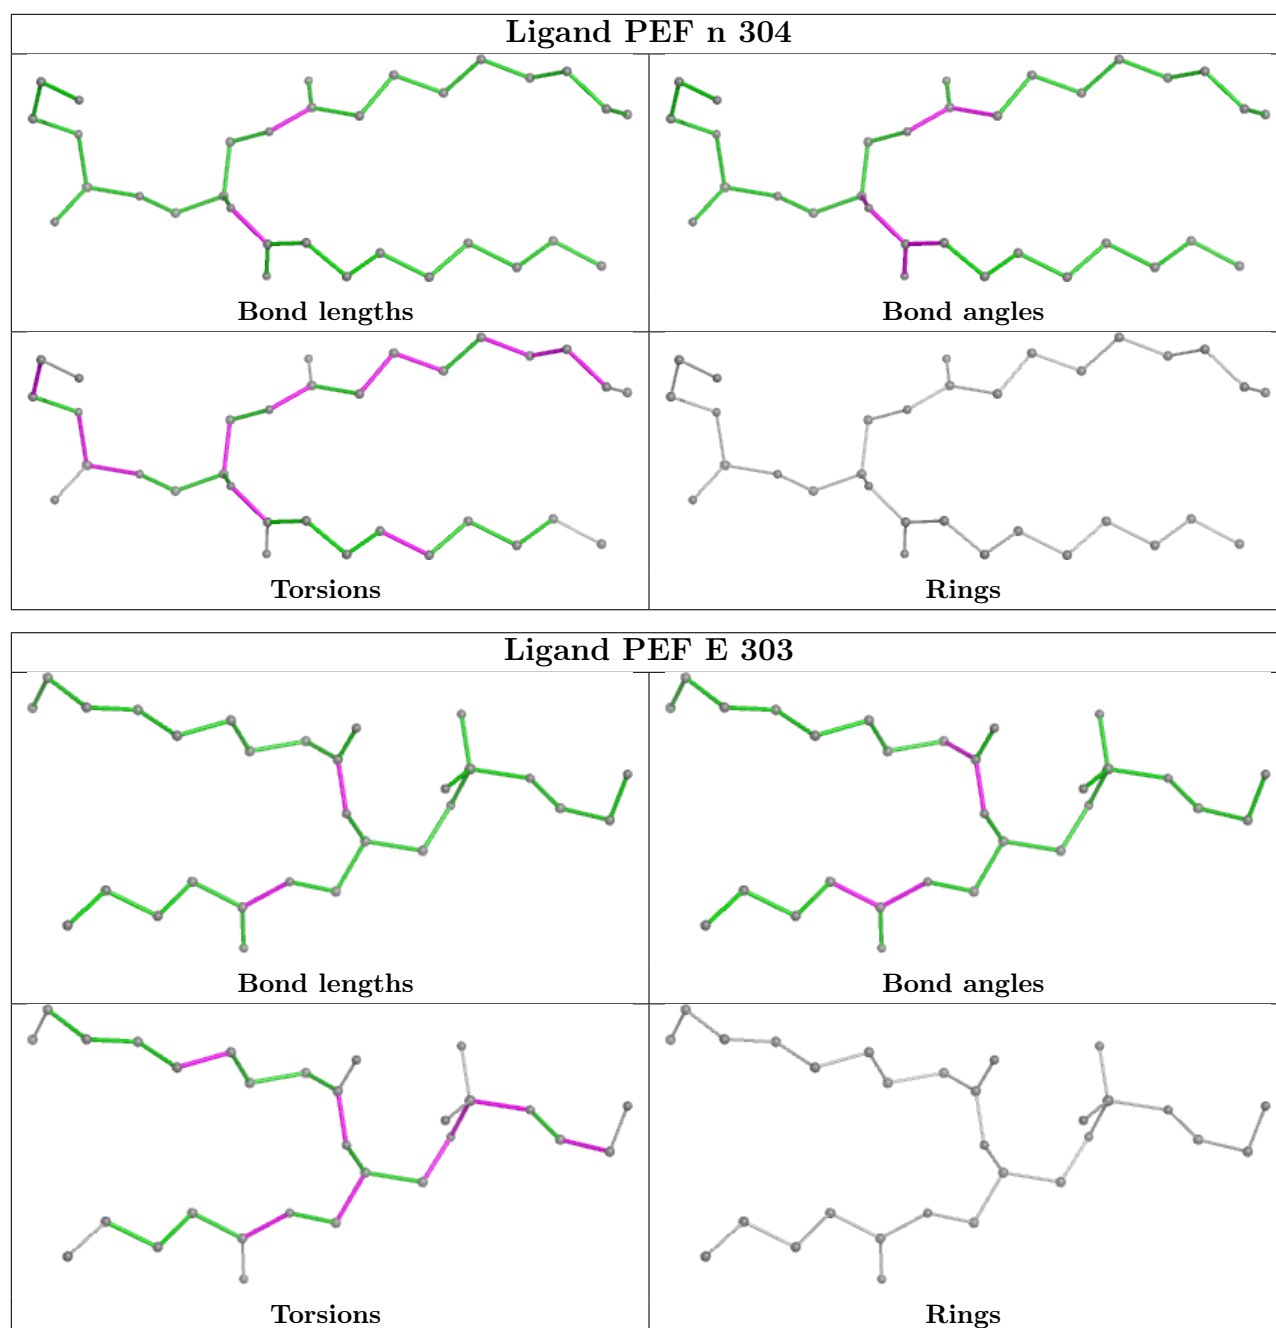 Ligand PEF n 304
Bond lengths
Bond angles
Torsions
Rings
Ligand PEF E 303
Bond lengths
Bond angles
Torsions
Rings